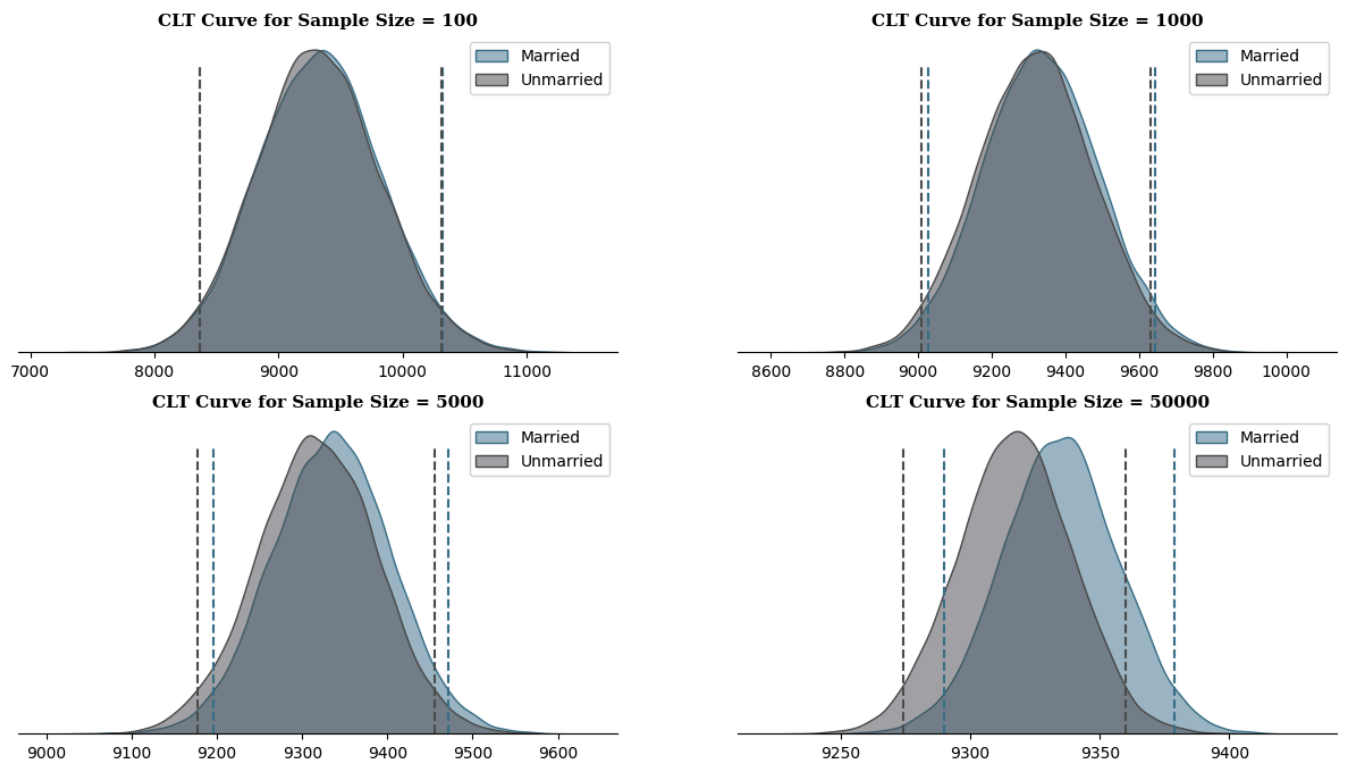 CLT Curve for Sample Size = 100
Married
Unmarried
7000 8000 9000 10000 11000
CLT Curve for Sample Size = 1000
Married
Unmarried
8600 8800 9000 9200 9400 9600 9800 10000
CLT Curve for Sample Size = 5000
Married
Unmarried
9000 9100 9200 9300 9400 9500 9600
CLT Curve for Sample Size = 50000
Married
Unmarried
9250 9300 9350 9400